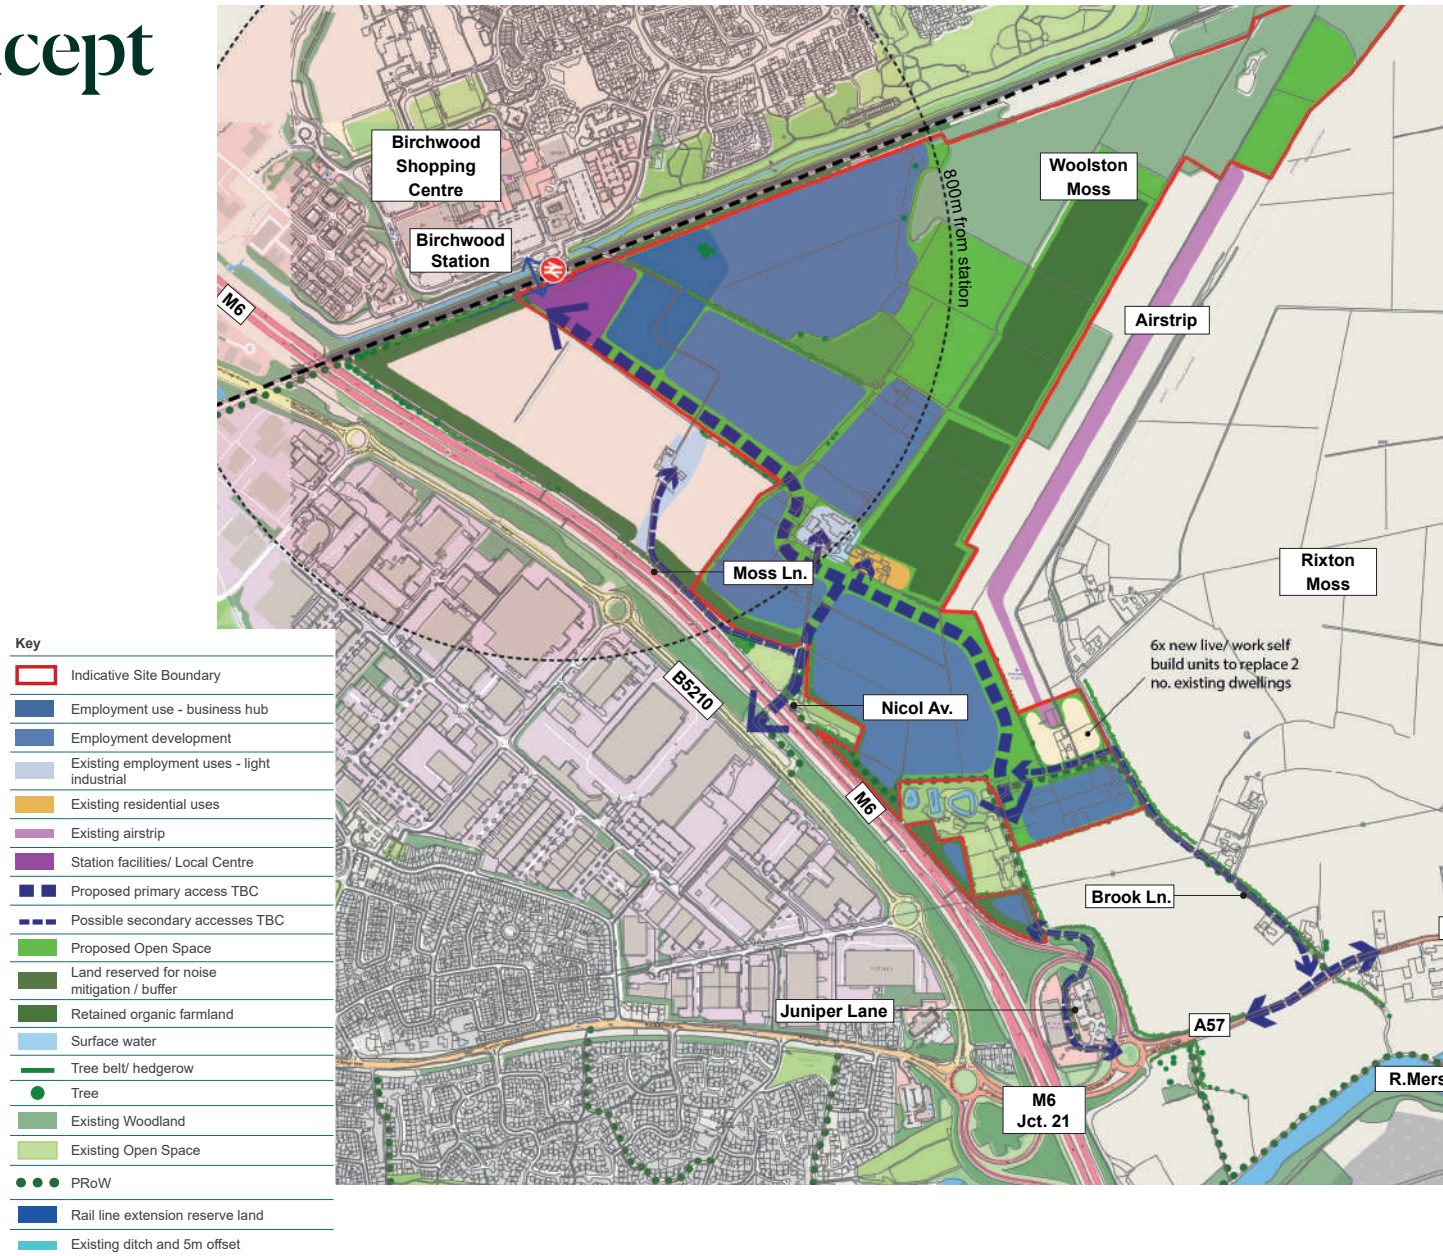 cept
Birchwood
Shopping
Centre
Birchwood
Station
M6
800m from station
Woolston
Moss
Airstrip
Rixton
Moss
Moss Ln.
6x new live/ work self
build units to replace 2
no. existing dwellings
B5210
Nicol Av.
M6
Brook Ln.
Juniper Lane
A57
M6
Jct. 21
R.Mers
Key
Indicative Site Boundary
Employment use - business hub
Employment development
Existing employment uses - light
industrial
Existing residential uses
Existing airstrip
Station facilities/ Local Centre
Proposed primary access TBC
Possible secondary accesses TBC
Proposed Open Space
Land reserved for noise
mitigation / buffer
Retained organic farmland
Surface water
Tree belt/ hedgerow
Tree
Existing Woodland
Existing Open Space
PRoW
Rail line extension reserve land
Existing ditch and 5m offset